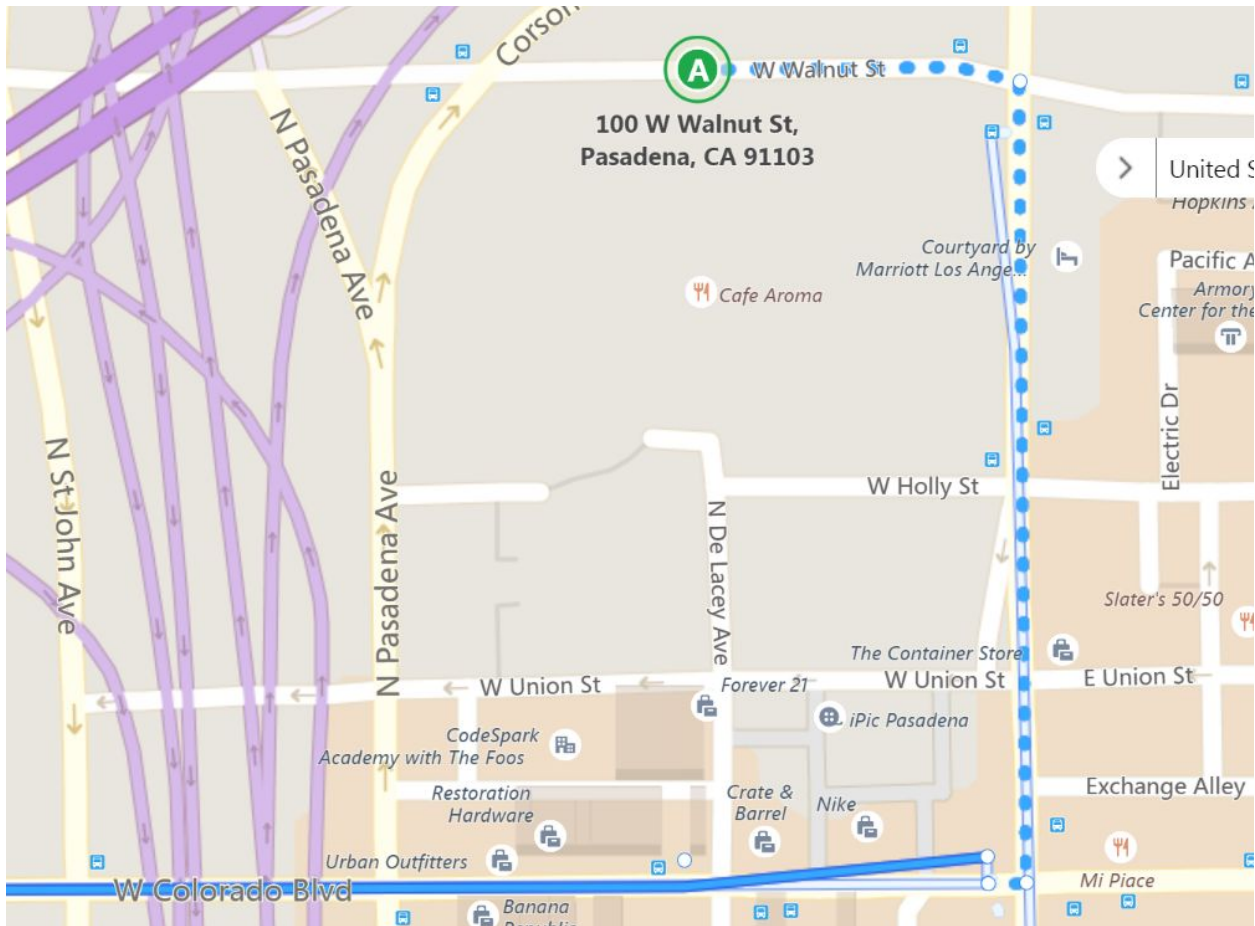 Corson
A
W Walnut St
100 W Walnut St,
Pasadena, CA 91103
United S
Hopkins
N Pasadena Ave
Courtyard by
Marriott Los Ange...
Pacific A
Armory
Center for the
Cafe Aroma
Electric Dr
N St John Ave
N Pasadena Ave
W Holly St
N De Lacey Ave
Slater's 50/50
The Container Store
W Union St
Forever 21
W Union St
E Union St
iPic Pasadena
CodeSpark
Academy with The Foos
Restoration
Hardware
Crate &
Barrel
Nike
Exchange Alley
Urban Outfitters
Mi Piace
W Colorado Blvd
Banana